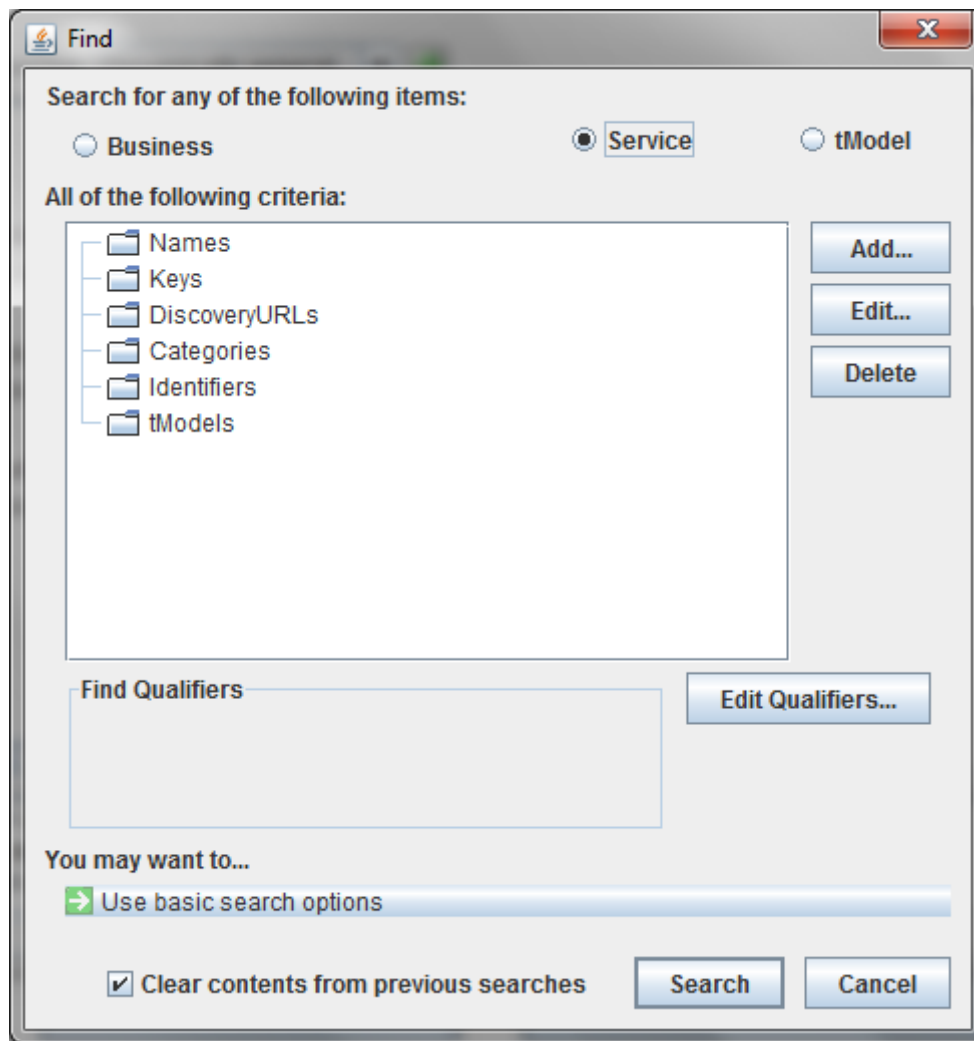 Find
Search for any of the following items:
Business Service tModel
All of the following criteria:
Names
Keys
DiscoveryURLs
Categories
Identifiers
tModels
Add...
Edit...
Delete
Find Qualifiers
Edit Qualifiers...
You may want to...
Use basic search options
Clear contents from previous searches
Search
Cancel